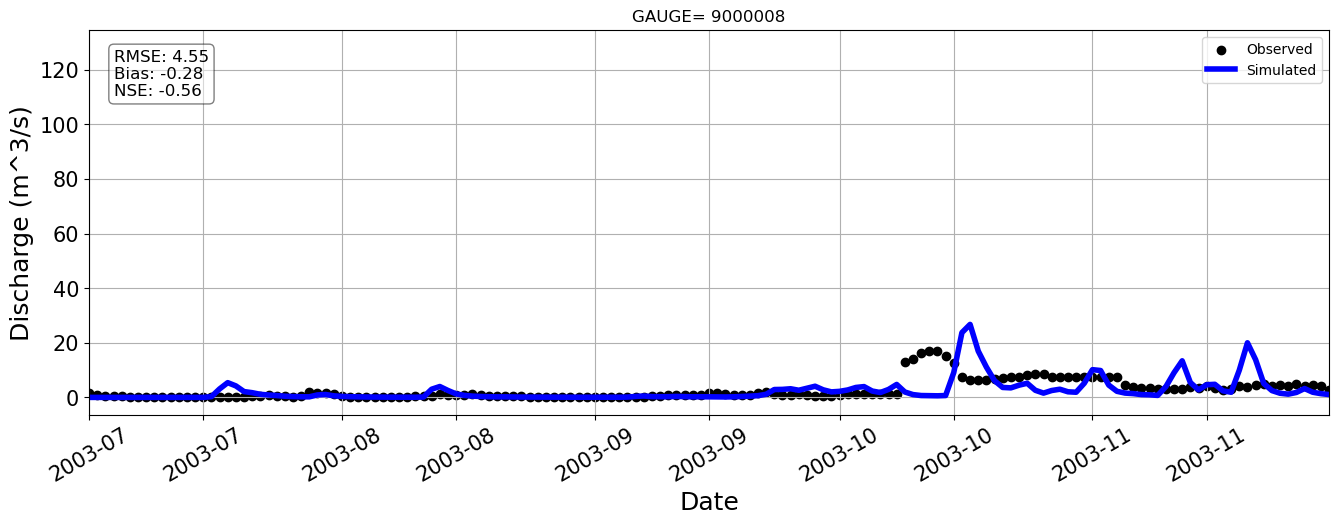 GAUGE= 9000008
RMSE: 4.55
Bias: -0.28
NSE: -0.56
Observed
Simulated
Discharge (m^3/s)
120
100
80
60
40
20
0
2003-07
2003-07
2003-08
2003-08
2003-09
2003-09
2003-10
2003-10
2003-11
2003-11
Date